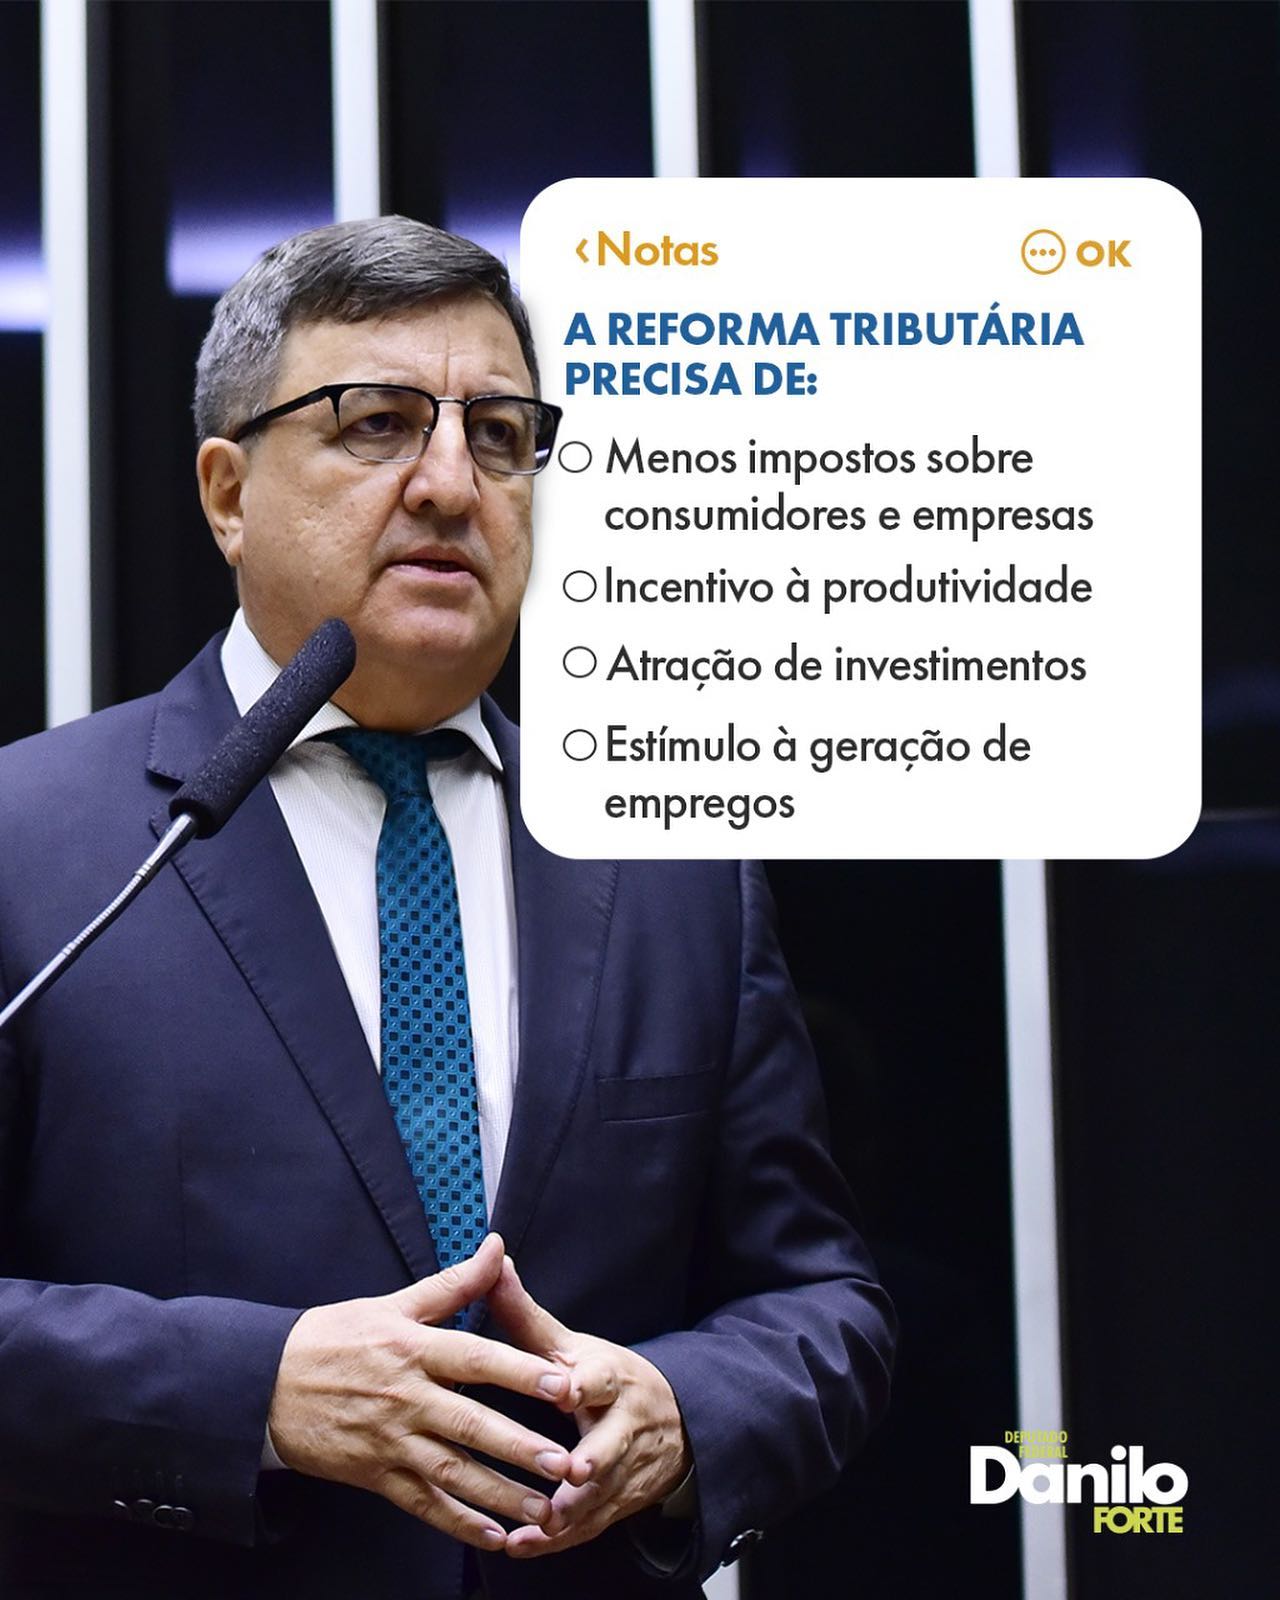 ‹Notas
OK
A REFORMA TRIBUTÁRIA
PRECISA DE:
Menos impostos sobre
consumidores e empresas
Incentivo à produtividade
Atração de investimentos
Estímulo à geração de
empregos
DEPUTADO
FEDERAL
Danilo
FORTE